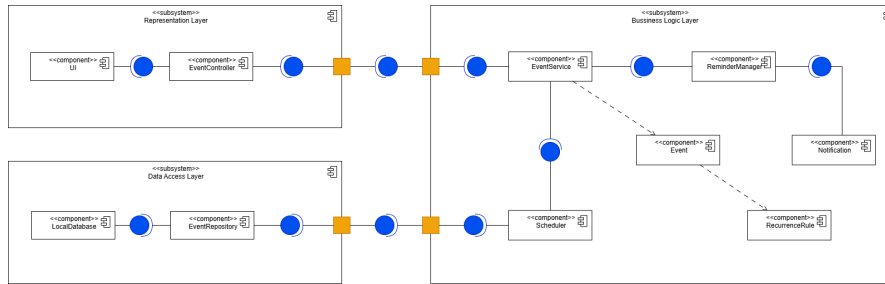 <<subsystem>>
Representation Layer
<<component>>
UI
<<component>>
EventController
<<subsystem>>
Bussiness Logic Layer
<<component>>
EventService
<<component>>
ReminderManager
<<component>>
Event
<<component>>
Notification
<<subsystem>>
Data Access Layer
<<component>>
LocalDatabase
<<component>>
EventRepository
<<component>>
Scheduler
<<component>>
RecurrenceRule